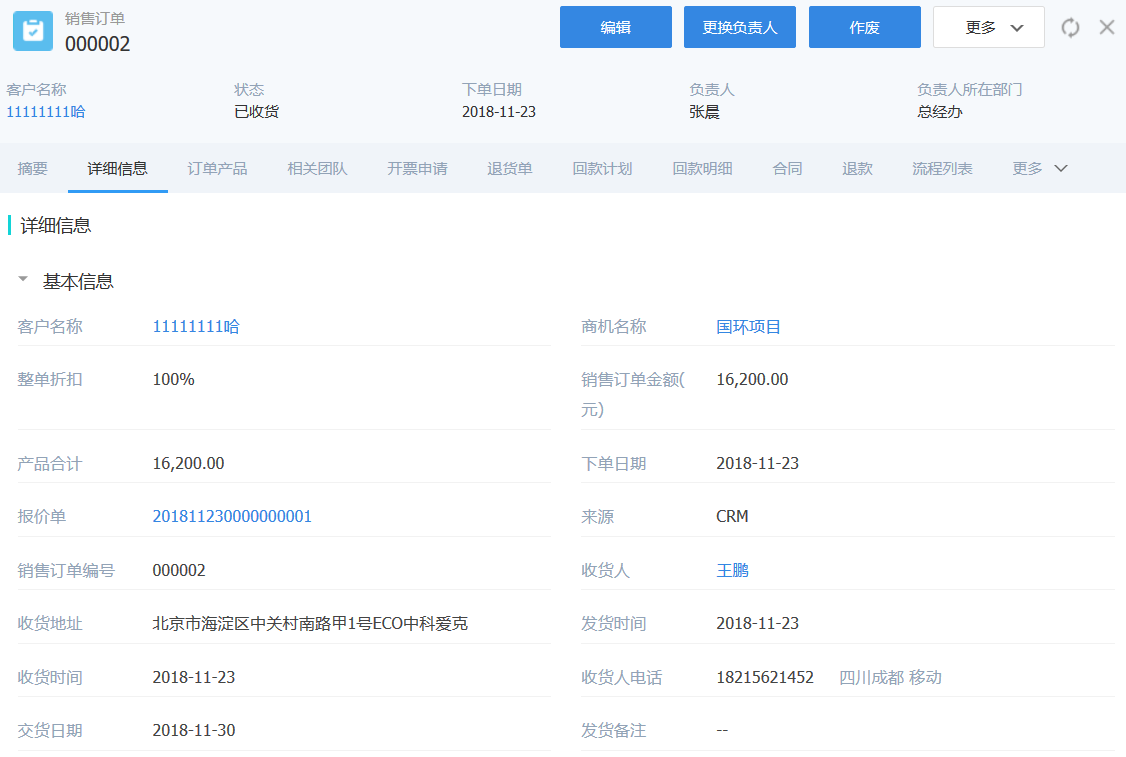 销售订单
000002
编辑
更换负责人
作废
更多
客户名称 状态 下单日期 负责人 负责人所在部门
11111111哈 已收货 2018-11-23 张晨 总经办
摘要 详细信息 订单产品 相关团队 开票申请 退货单 回款计划 回款明细 合同 退款 流程列表 更多
详细信息
基本信息
客户名称 11111111哈 商机名称 国环项目
整单折扣 100% 销售订单金额(
元) 16,200.00
产品合计 16,200.00 下单日期 2018-11-23
报价单 201811230000000001 来源 CRM
销售订单编号 000002 收货人 王鹏
收货地址 北京市海淀区中关村南路甲1号ECO中科爱克 发货时间 2018-11-23
收货时间 2018-11-23 收货人电话 18215621452 四川成都 移动
交货日期 2018-11-30 发货备注 --